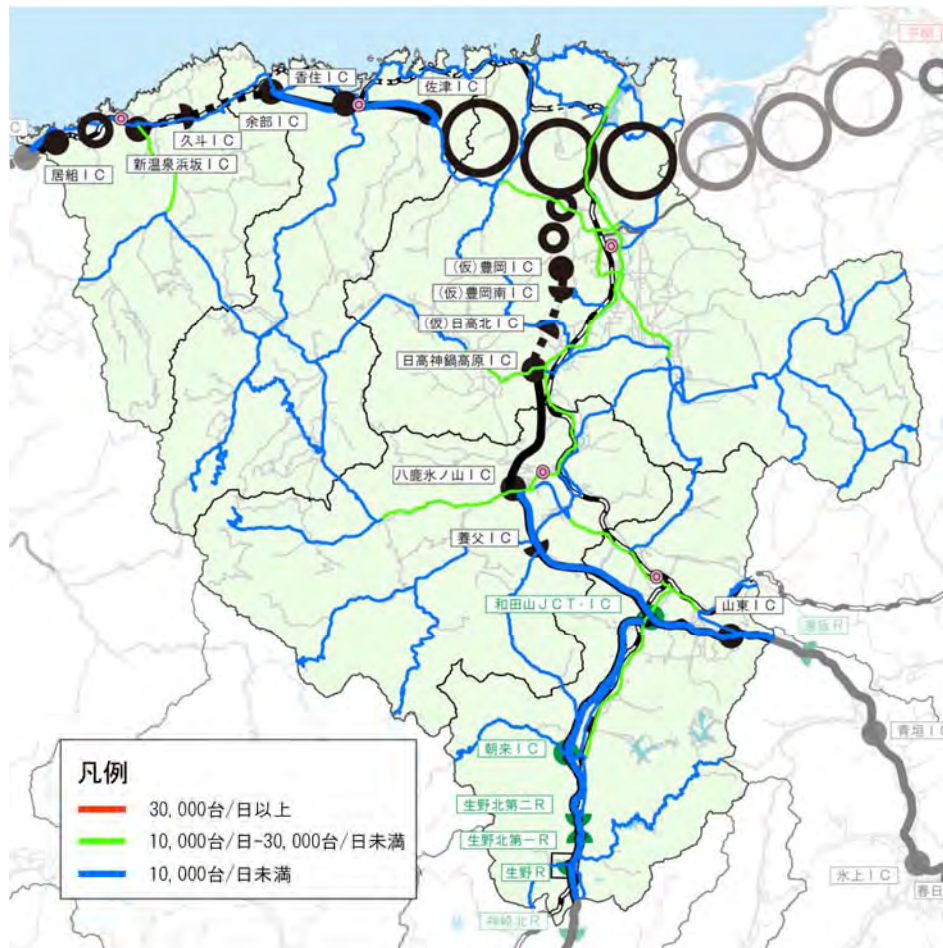 香住ＩＣ
佐津ＩＣ
余部ＩＣ
久斗ＩＣ
新温泉浜坂ＩＣ
居組ＩＣ
(仮)豊岡ＩＣ
(仮)豊岡南ＩＣ
(仮)日高北ＩＣ
日高神鍋高原ＩＣ
八鹿氷ノ山ＩＣ
養父ＩＣ
和田山ＪＣＴ・ＩＣ
山東ＩＣ
青垣ＩＣ
朝来ＩＣ
生野北第二Ｒ
生野北第一Ｒ
生野Ｒ
氷上ＩＣ
春日
神崎北Ｒ
凡例
30,000台/日以上
10,000台/日-30,000台/日未満
10,000台/日未満